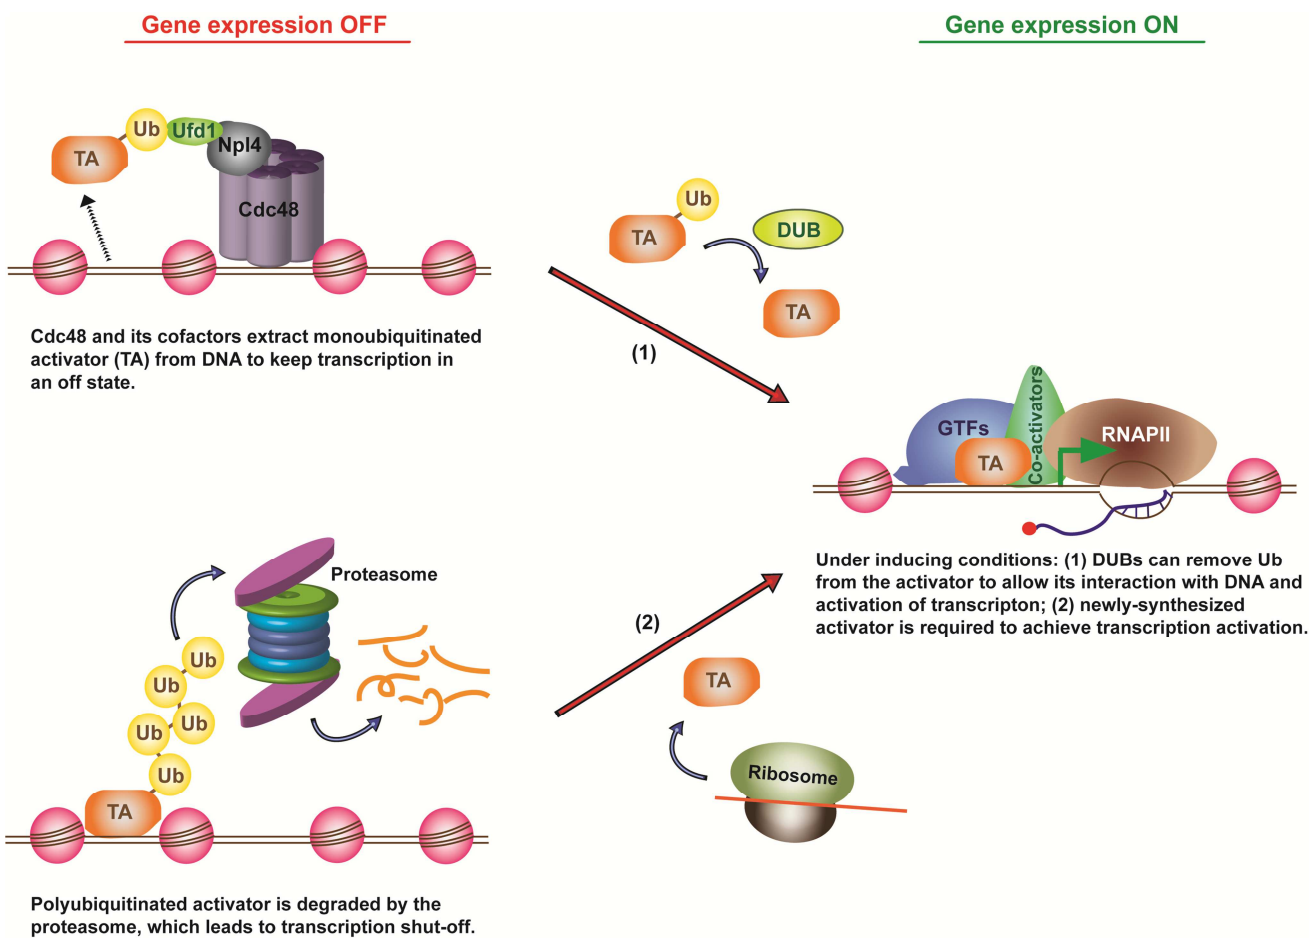 Gene expression OFF
Gene expression ON
Ub
Ufd1
Npl4
TA
Cdc48
Cdc48 and its cofactors extract monoubiquitinated
activator (TA) from DNA to keep transcription in
an off state.
Ub
TA
DUB
TA
(1)
GTFs
Co-activators
RNAPII
TA
Under inducing conditions: (1) DUBs can remove Ub
from the activator to allow its interaction with DNA and
activation of transcripton; (2) newly-synthesized
activator is required to achieve transcription activation.
Proteasome
Ub
Ub
Ub
Ub
Ub
TA
Polyubiquitinated activator is degraded by the
proteasome, which leads to transcription shut-off.
(2)
TA
Ribosome